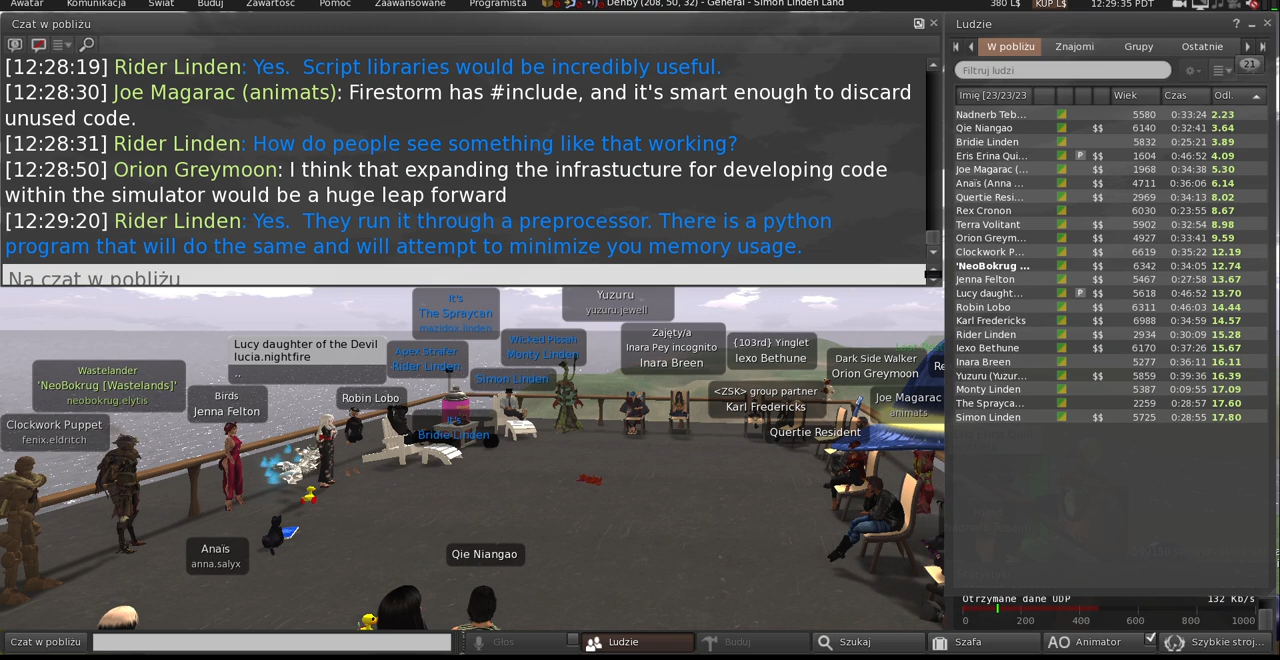 Awatar Komunikacja Świat Buduj Zawartość Pomoc Zaawansowane Programista Denby (208, 50, 32) - General - Simon Linden Land 380 L$ KUP L$ 12:29:35 PDT
Czat w pobliżu
[12:28:19] Rider Linden: Yes.  Script libraries would be incredibly useful.
[12:28:30] Joe Magarac (animats): Firestorm has #include, and it's smart enough to discard
unused code.
[12:28:31] Rider Linden: How do people see something like that working?
[12:28:50] Orion Greymoon: I think that expanding the infrastucture for developing code
within the simulator would be a huge leap forward
[12:29:20] Rider Linden: Yes.  They run it through a preprocessor. There is a python
program that will do the same and will attempt to minimize you memory usage.
Na czat w pobliżu
It's
The Spraycan
mazidox.linden
Yuzuru
yuzuru.jewell
Lucy daughter of the Devil
lucia.nightfire
..
Apex Strafer
Rider Linden
Wicked Pissah
Monty Linden
Zajęty/a
Inara Pey incognito
Inara Breen
{103rd} Yinglet
Iexo Bethune
Dark Side Walker
Orion Greymoon
Re
Wastelander
'NeoBokrug [Wastelands]'
neobokrug.elytis
Simon Linden
Birds
Jenna Felton
Robin Lobo
<ZSK> group partner
Karl Fredericks
Joe Magarac
animats
Clockwork Puppet
fenix.eldritch
It's
Bridie Linden
Quertie Resident
Anaïs
anna.salyx
Qie Niangao
Ludzie
? _ ×
W pobliżu Znajomi Grupy Ostatnie
Filtruj ludzi
21
Imię [23/23/23 Wiek Czas Odl.
Nadnerb Teb... 5580 0:33:24 2.23
Qie Niangao $$ 6140 0:32:41 3.64
Bridie Linden 5832 0:25:21 3.89
Eris Erina Qui... P $$ 1604 0:46:52 4.09
Joe Magarac (... $$ 1968 0:34:38 5.30
Anaïs (Anna ... $$ 4711 0:36:06 6.14
Quertie Resi... $$ 2969 0:34:13 8.02
Rex Cronon 6030 0:23:55 8.67
Terra Volitant $$ 5902 0:32:54 8.98
Orion Greym... $$ 4927 0:33:41 9.59
Clockwork P... $$ 6619 0:35:22 12.19
'NeoBokrug ... $$ 6342 0:34:05 12.74
Jenna Felton $$ 5467 0:27:58 13.67
Lucy daught... P $$ 5618 0:46:52 13.70
Robin Lobo $$ 6311 0:46:03 14.44
Karl Fredericks $$ 6988 0:34:59 14.57
Rider Linden $$ 2934 0:30:09 15.28
Iexo Bethune $$ 6170 0:37:26 15.67
Inara Breen 5277 0:36:31 16.11
Yuzuru (Yuzur... $$ 5859 0:39:36 16.39
Monty Linden 5387 0:09:55 17.09
The Sprayca... 2259 0:28:57 17.60
Simon Linden $$ 5725 0:28:55 17.80
Otrzymane dane UDP 132 Kb/s
0 200 400 600 800 1000
Czat w pobliżu Głos Ludzie Buduj Szukaj Szafa AO Animator Szybkie stroj...